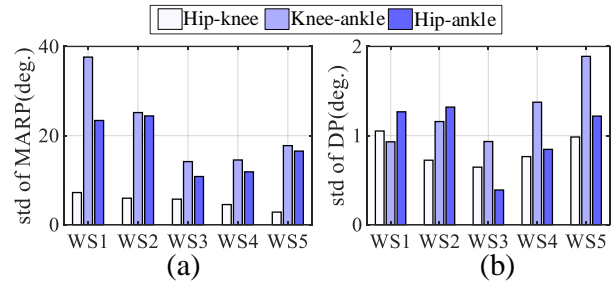 Hip-knee Knee-ankle Hip-ankle
40
20
0
std of MARP(deg.)
WS1 WS2 WS3 WS4 WS5
(a)
2
1
0
std of DP(deg.)
WS1 WS2 WS3 WS4 WS5
(b)